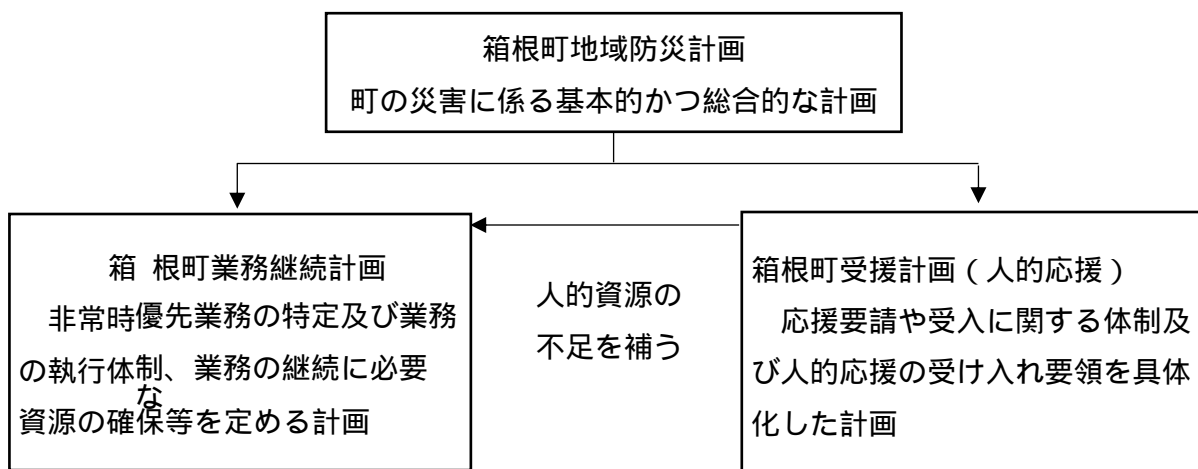 箱根町地域防災計画
町の災害に係る基本的かつ総合的な計画
箱 根町業務継続計画
非常時優先業務の特定及び業務
の執行体制、業務の継続に必要
な
資源の確保等を定める計画
人的資源の
不足を補う
箱根町受援計画(人的応援)
応援要請や受入に関する体制及
び人的応援の受け入れ要領を具体
化した計画